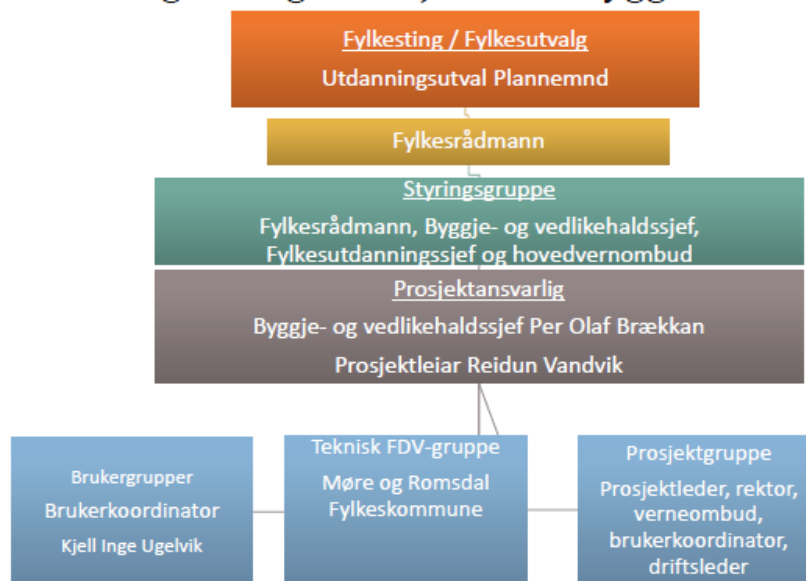 Fylkesting / Fylkesutvalg
Utdanningsutval Plannemnd
Fylkesrådmann
Styringsgruppe
Fylkesrådmann, Byggje- og vedlikehaldssjef,
Fylkesutdanningssjef og hovedvernombud
Prosjektansvarlig
Byggje- og vedlikehaldssjef Per Olaf Brækkan
Prosjektleiar Reidun Vandvik
Brukergrupper
Brukerkoordinator
Kjell Inge Ugelvik
Teknisk FDV-gruppe
Møre og Romsdal
Fylkeskommune
Prosjektgruppe
Prosjektleder, rektor,
verneombud,
brukerkoordinator,
driftsleder